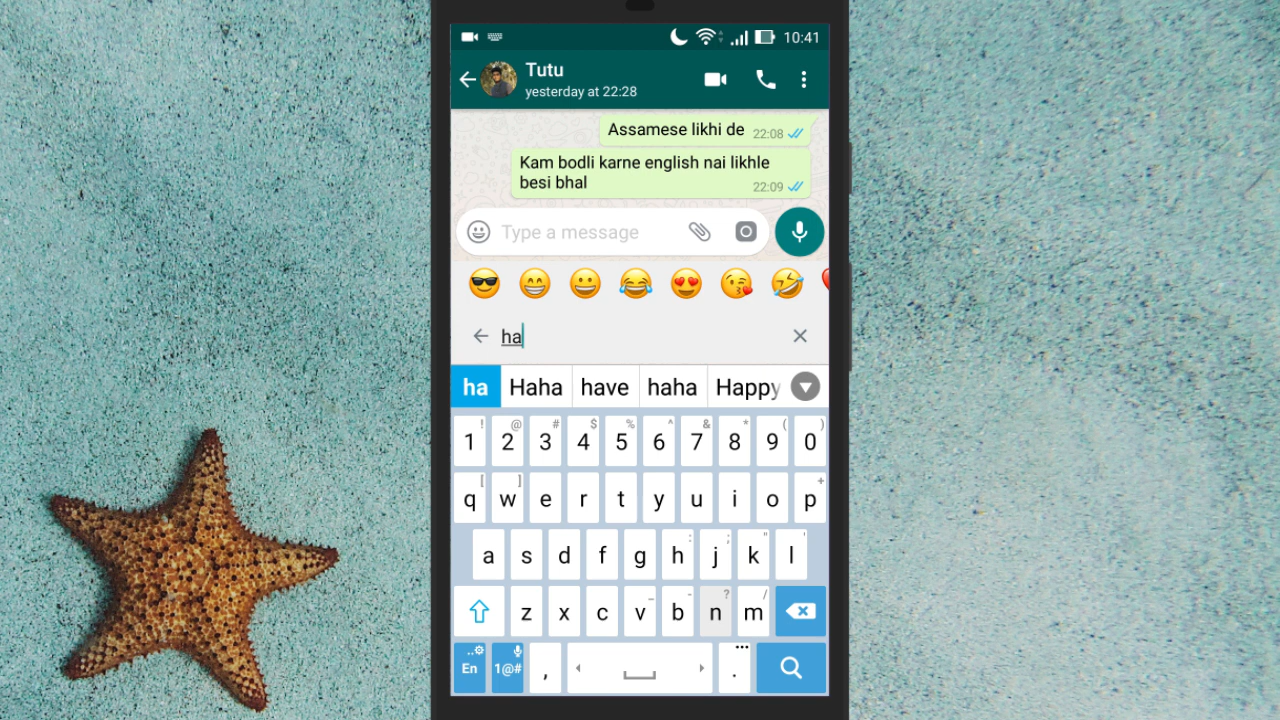 10:41
Tutu
yesterday at 22:28
Assamese likhi de 22:08
Kam bodli karne english nai likhle
besi bhal 22:09
Type a message
ha
ha Haha have haha Happy
! @ # $ % ^ & * ( )
1 2 3 4 5 6 7 8 9 0
[ ] +
q w e r t y u i o p
: ; " '
a s d f g h j k l
_ - ? /
z x c v b n m
En 1@# , .